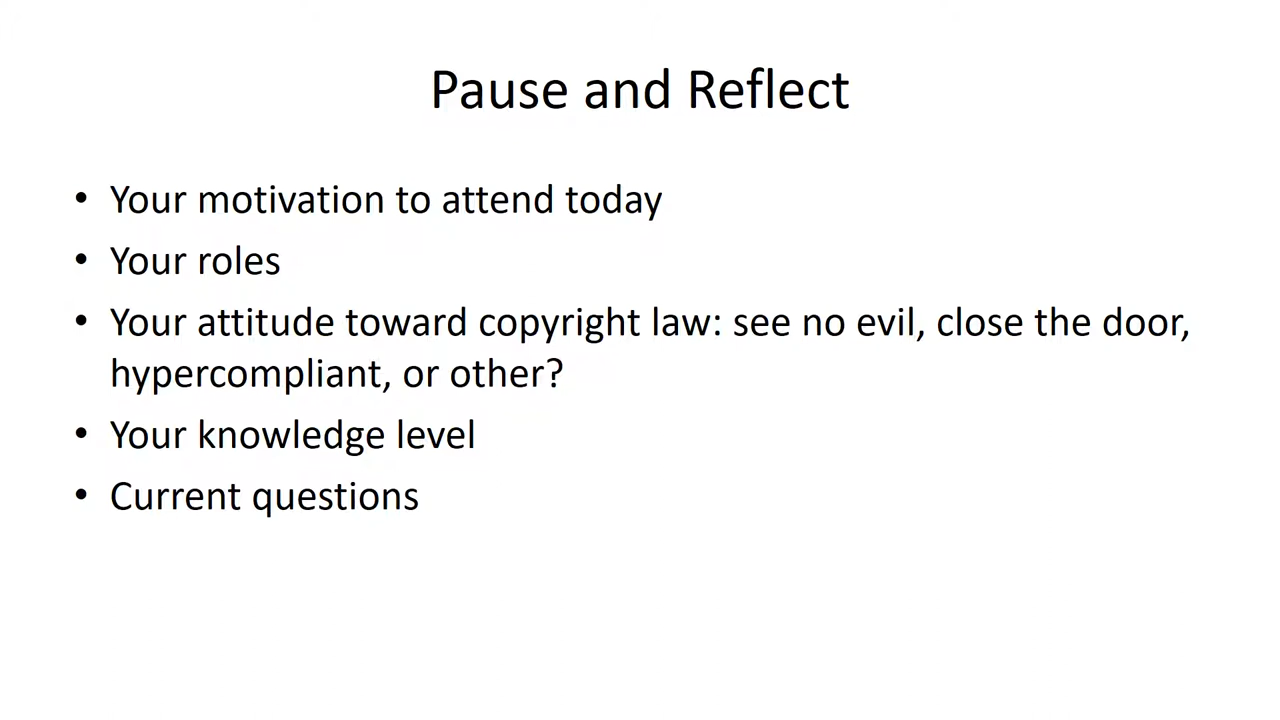 Pause and Reflect
• Your motivation to attend today
• Your roles
• Your attitude toward copyright law: see no evil, close the door,
hypercompliant, or other?
• Your knowledge level
• Current questions